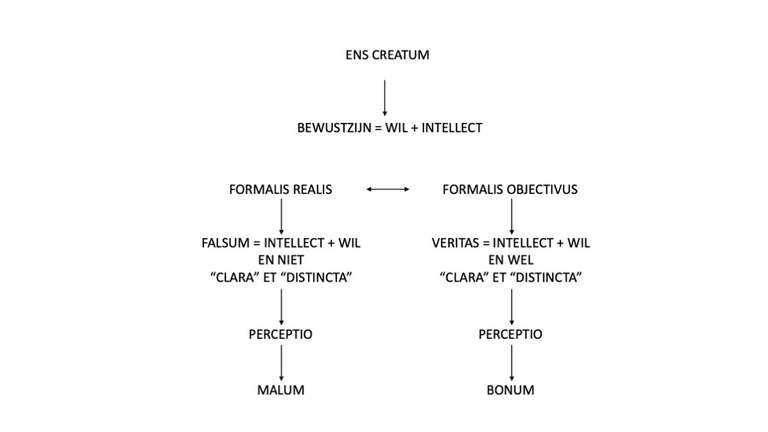 ENS CREATUM
BEWUSTZIJN = WIL + INTELLECT
FORMALIS REALIS
FORMALIS OBJECTIVUS
FALSUM = INTELLECT + WIL
EN NIET
“CLARA” ET “DISTINCTA”
VERITAS = INTELLECT + WIL
EN WEL
“CLARA” ET “DISTINCTA”
PERCEPTIO
PERCEPTIO
MALUM
BONUM